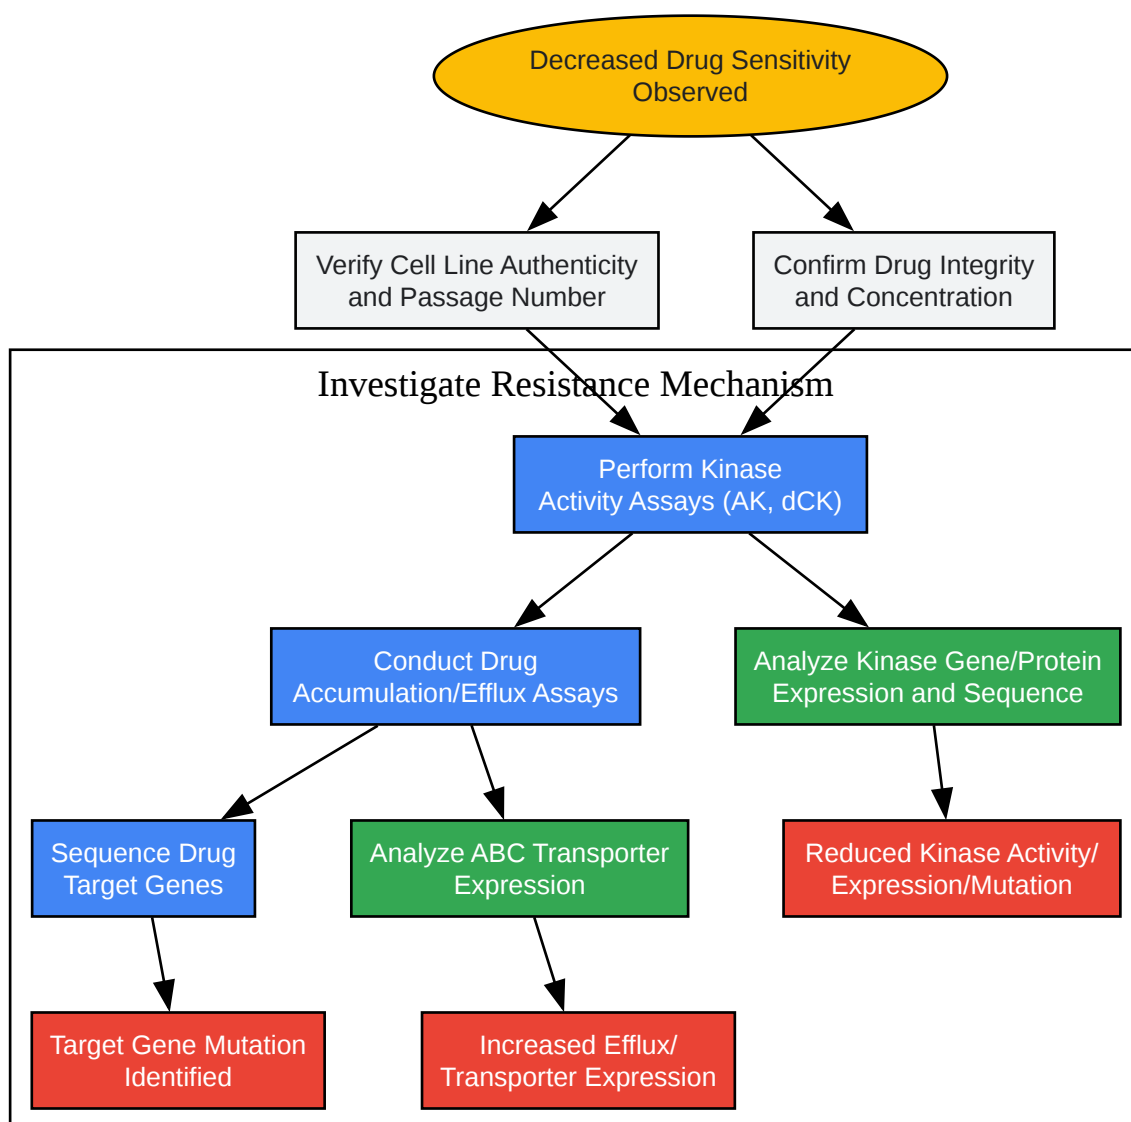 Decreased Drug Sensitivity
Observed
Verify Cell Line Authenticity
and Passage Number
Confirm Drug Integrity
and Concentration
Investigate Resistance Mechanism
Perform Kinase
Activity Assays (AK, dCK)
Conduct Drug
Accumulation/Efflux Assays
Analyze Kinase Gene/Protein
Expression and Sequence
Sequence Drug
Target Genes
Analyze ABC Transporter
Expression
Reduced Kinase Activity/
Expression/Mutation
Target Gene Mutation
Identified
Increased Efflux/
Transporter Expression